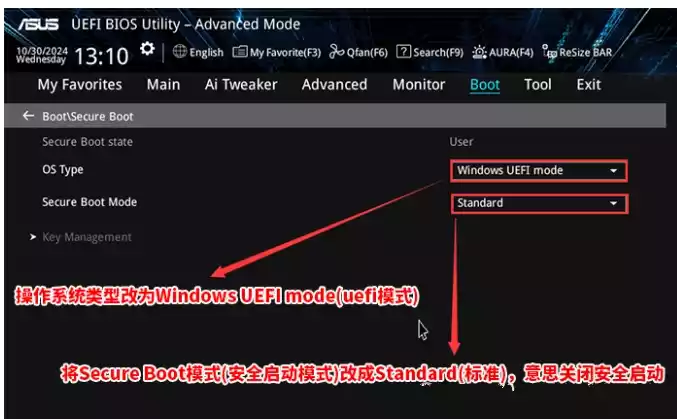 ASUS UEFI BIOS Utility – Advanced Mode
10/30/2024 Wednesday 13:10 English My Favorite(F3) Qfan(F6) ? Search(F9) AURA(F4) ReSize BAR
My Favorites Main Ai Tweaker Advanced Monitor Boot Tool Exit
← Boot\Secure Boot
Secure Boot state User
OS Type Windows UEFI mode
Secure Boot Mode Standard
Key Management
操作系统类型改为Windows UEFI mode(uefi模式)
将Secure Boot模式(安全启动模式)改成Standard(标准)，意思关闭安全启动